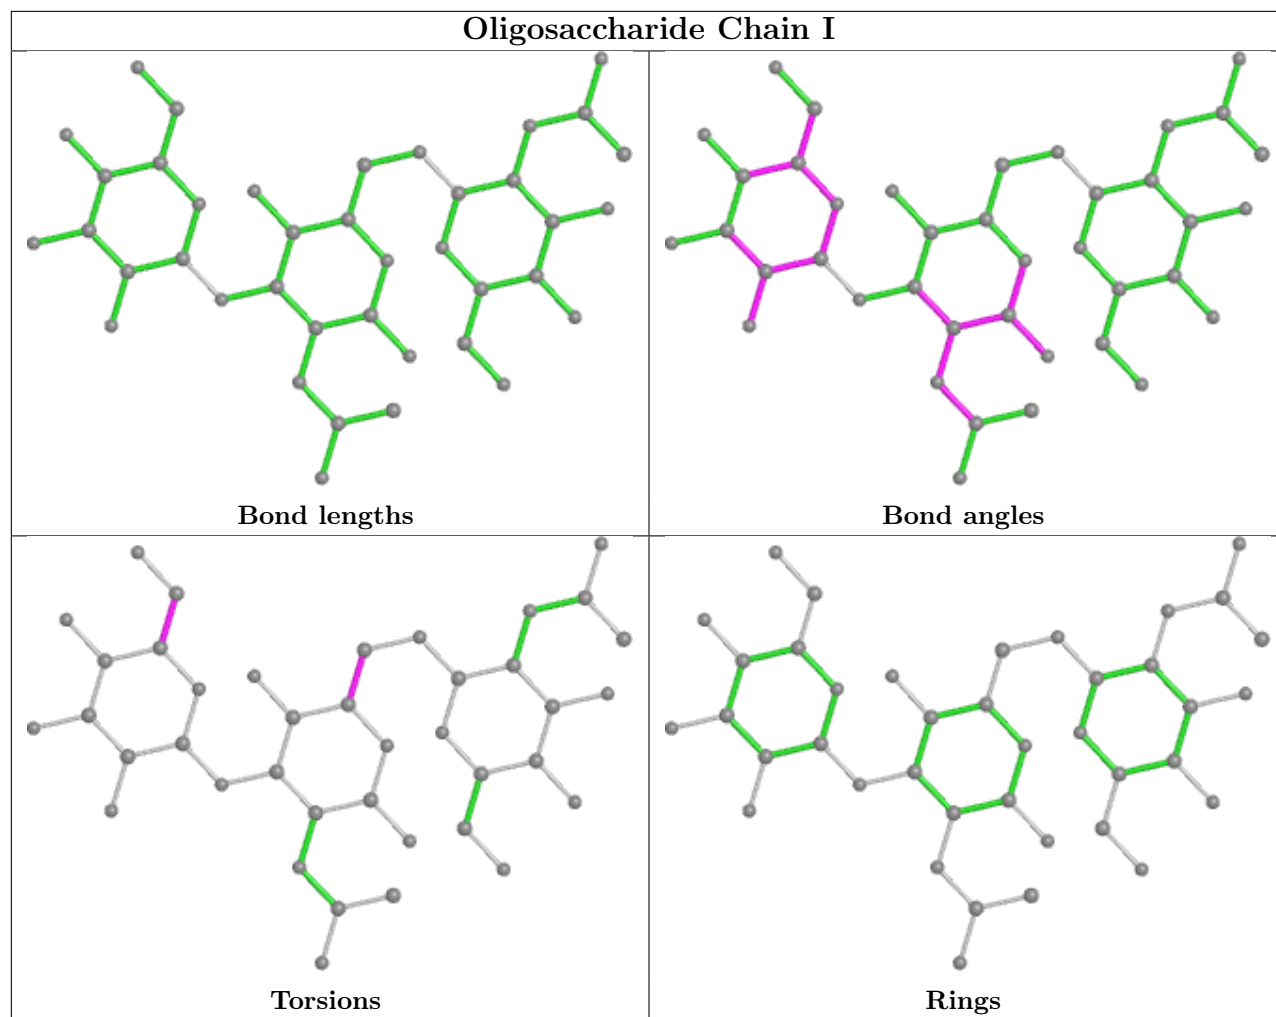 Oligosaccharide Chain I
Bond lengths
Bond angles
Torsions
Rings